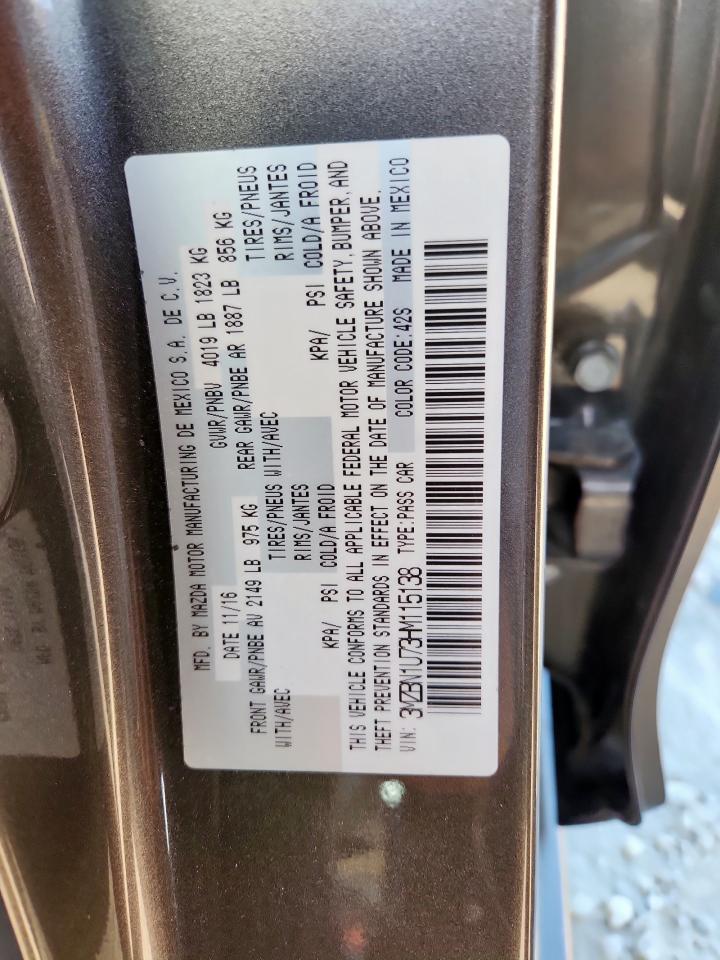 MFD. BY MAZDA MOTOR MANUFACTURING DE MEXICO S.A. DE C.V.
DATE 11/16 GVWR/PNBV 4019 LB 1823 KG
FRONT GAWR/PNBE AV 2149 LB 975 KG REAR GAWR/PNBE AR 1887 LB 856 KG
WITH/AVEC TIRES/PNEUS WITH/AVEC TIRES/PNEUS
RIMS/JANTES RIMS/JANTES
KPA/ PSI COLD/A FROID KPA/ PSI COLD/A FROID
THIS VEHICLE CONFORMS TO ALL APPLICABLE FEDERAL MOTOR VEHICLE SAFETY, BUMPER, AND
THEFT PREVENTION STANDARDS IN EFFECT ON THE DATE OF MANUFACTURE SHOWN ABOVE.
VIN: 3MZBN1U73HM115138 TYPE:PASS CAR COLOR CODE:42S MADE IN MEXICO